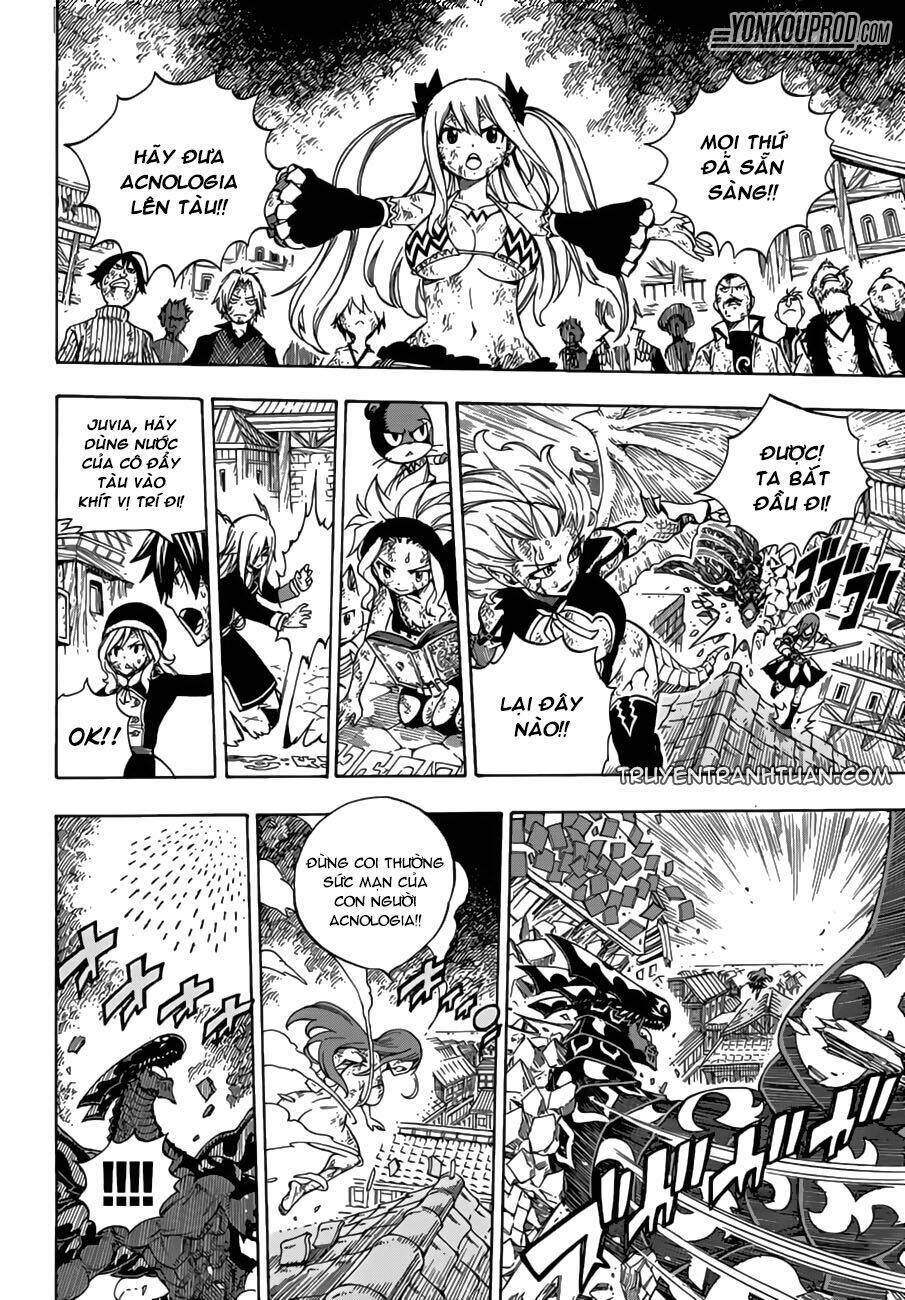 YONKOUPROD.COM
MỌI THỨ
ĐÃ SẴN
SÀNG!!
HÃY ĐƯA
ACNOLOGIA
LÊN TÀU!!
ĐƯỢC!
TA BẮT
ĐẦU ĐI!
LẠI ĐÂY
NÀO!!
JUVIA, HÃY
DÙNG NƯỚC
CỦA CÔ ĐẨY
TÀU VÀO
KHÍT VỊ TRÍ ĐI!
OK!!
TRUYENTRANHTUAN.COM
ĐỪNG COI THƯỜNG
SỨC MẠN CỦA
CON NGƯỜI
ACNOLOGIA!!
!!!!